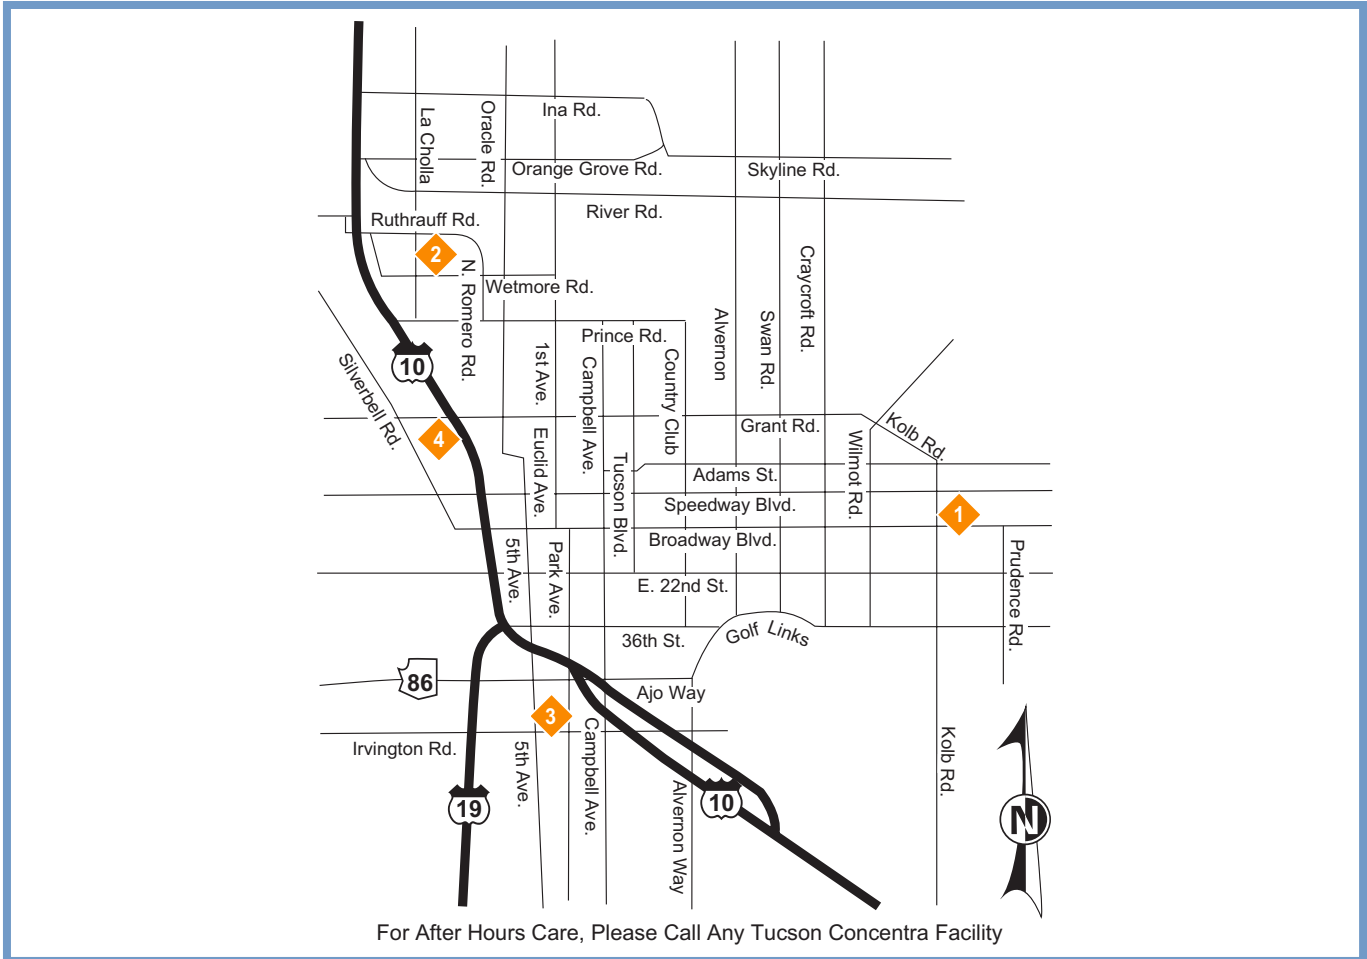 Ina Rd.
La Cholla
Oracle Rd.
Orange Grove Rd.
Skyline Rd.
River Rd.
Ruthrauff Rd.
2
N. Romero Rd.
Wetmore Rd.
Craycroft Rd.
Alvernon
Swan Rd.
Prince Rd.
10
Silverbell Rd.
1st Ave.
Campbell Ave.
Country Club
4
Grant Rd.
Kolb Rd.
Euclid Ave.
Tucson Blvd.
Wilmot Rd.
Adams St.
Speedway Blvd.
1
Broadway Blvd.
5th Ave.
Park Ave.
Prudence Rd.
E. 22nd St.
36th St.
Golf Links
86
Ajo Way
3
Irvington Rd.
5th Ave.
Campbell Ave.
Alvernon Way
Kolb Rd.
19
10
N
For After Hours Care, Please Call Any Tucson Concentra Facility